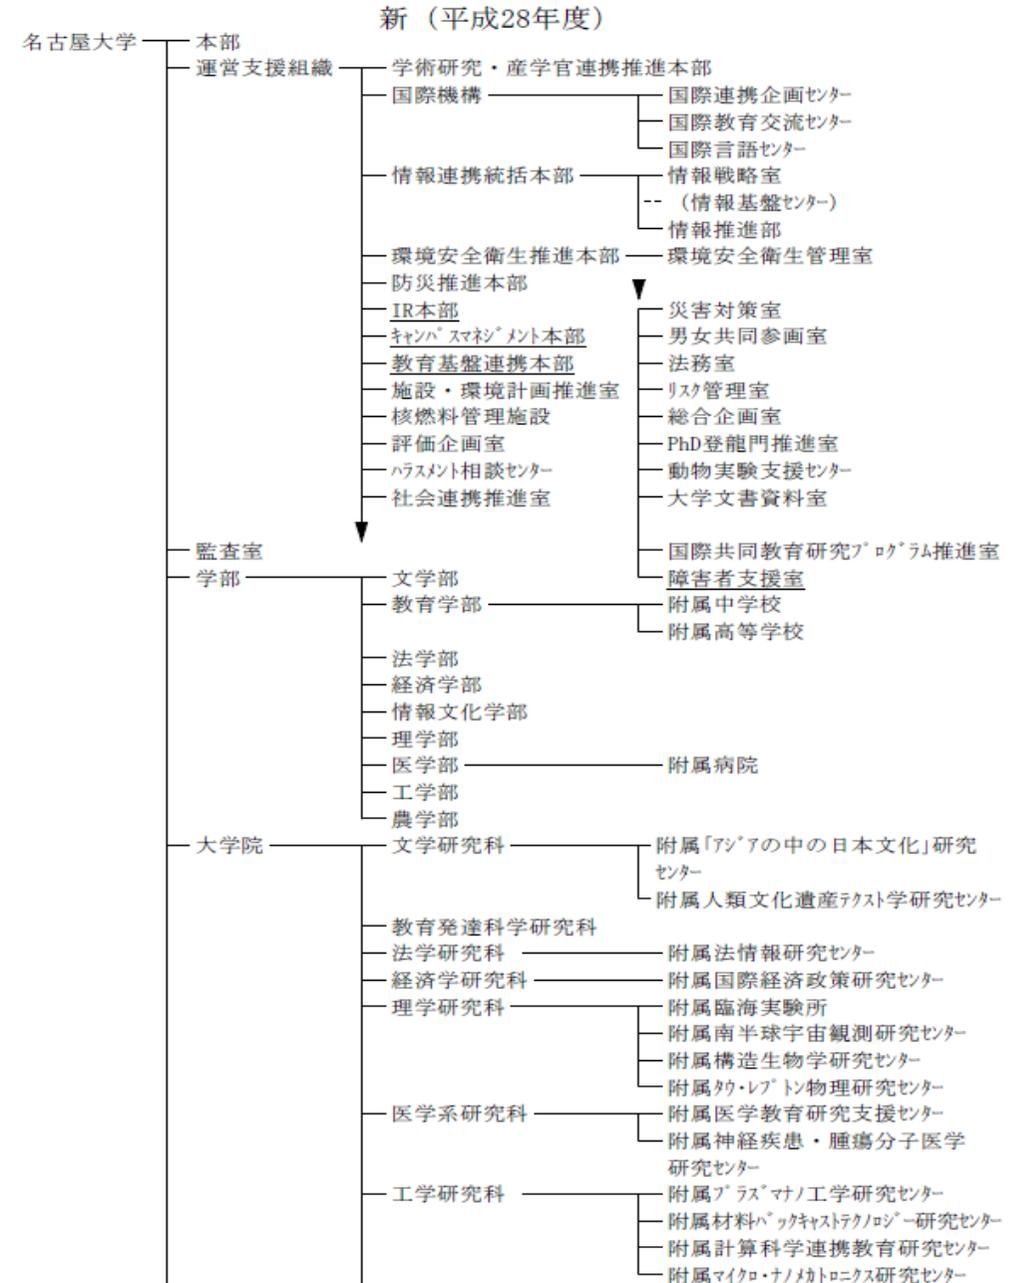 新（平成28年度）
名古屋大学 本部
運営支援組織 学術研究・産学官連携推進本部
国際機構 国際連携企画ｾﾝﾀｰ
国際教育交流ｾﾝﾀｰ
国際言語ｾﾝﾀｰ
情報連携統括本部 情報戦略室
（情報基盤ｾﾝﾀｰ）
情報推進部
環境安全衛生推進本部 環境安全衛生管理室
防災推進本部
IR本部 災害対策室
ｷｬﾝﾊﾟｽﾏﾈｼﾞﾒﾝﾄ本部 男女共同参画室
教育基盤連携本部 法務室
施設・環境計画推進室 ﾘｽｸ管理室
核燃料管理施設 総合企画室
評価企画室 PhD登龍門推進室
ﾊﾗｽﾒﾝﾄ相談ｾﾝﾀｰ 動物実験支援ｾﾝﾀｰ
社会連携推進室 大学文書資料室
監査室 国際共同教育研究ﾌﾟﾛｸﾞﾗﾑ推進室
学部 文学部 障害者支援室
教育学部 附属中学校
附属高等学校
法学部
経済学部
情報文化学部
理学部
医学部 附属病院
工学部
農学部
大学院 文学研究科 附属｢ｱｼﾞｱの中の日本文化｣研究
ｾﾝﾀｰ
附属人類文化遺産ﾃｸｽﾄ学研究ｾﾝﾀｰ
教育発達科学研究科
法学研究科 附属法情報研究ｾﾝﾀｰ
経済学研究科 附属国際経済政策研究ｾﾝﾀｰ
理学研究科 附属臨海実験所
附属南半球宇宙観測研究ｾﾝﾀｰ
附属構造生物学研究ｾﾝﾀｰ
附属ﾀｳ･ﾚﾌﾟﾄﾝ物理研究ｾﾝﾀｰ
医学系研究科 附属医学教育研究支援ｾﾝﾀｰ
附属神経疾患・腫瘍分子医学
研究ｾﾝﾀｰ
工学研究科 附属ﾌﾟﾗｽﾞﾏﾅﾉ工学研究ｾﾝﾀｰ
附属材料ﾊﾞｯｸｷｬｽﾄﾃｸﾉﾛｼﾞｰ研究ｾﾝﾀｰ
附属計算科学連携教育研究ｾﾝﾀｰ
附属ﾏｲｸﾛ･ﾅﾉﾒｶﾄﾛﾆｸｽ研究ｾﾝﾀｰ